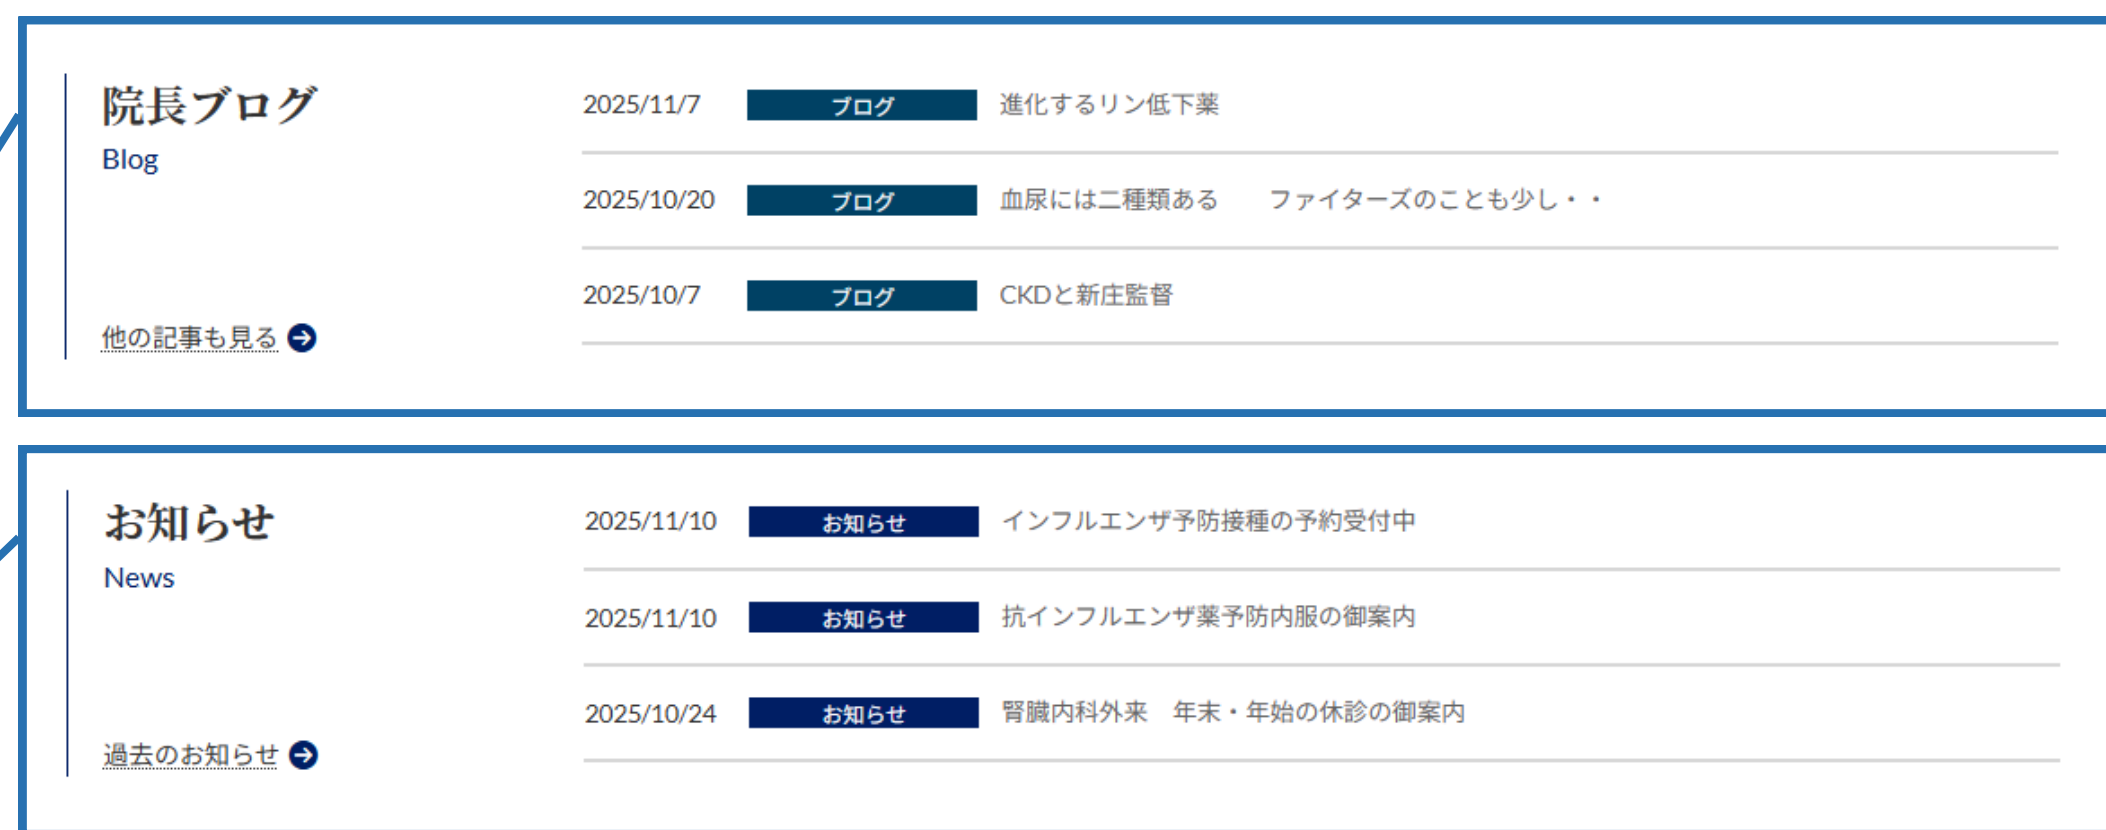 院長ブログ
Blog
他の記事も見る
2025/11/7 ブログ 進化するリン低下薬
2025/10/20 ブログ 血尿には二種類ある　　ファイターズのことも少し・・
2025/10/7 ブログ CKDと新庄監督
お知らせ
News
過去のお知らせ
2025/11/10 お知らせ インフルエンザ予防接種の予約受付中
2025/11/10 お知らせ 抗インフルエンザ薬予防内服の御案内
2025/10/24 お知らせ 腎臓内科外来　年末・年始の休診の御案内